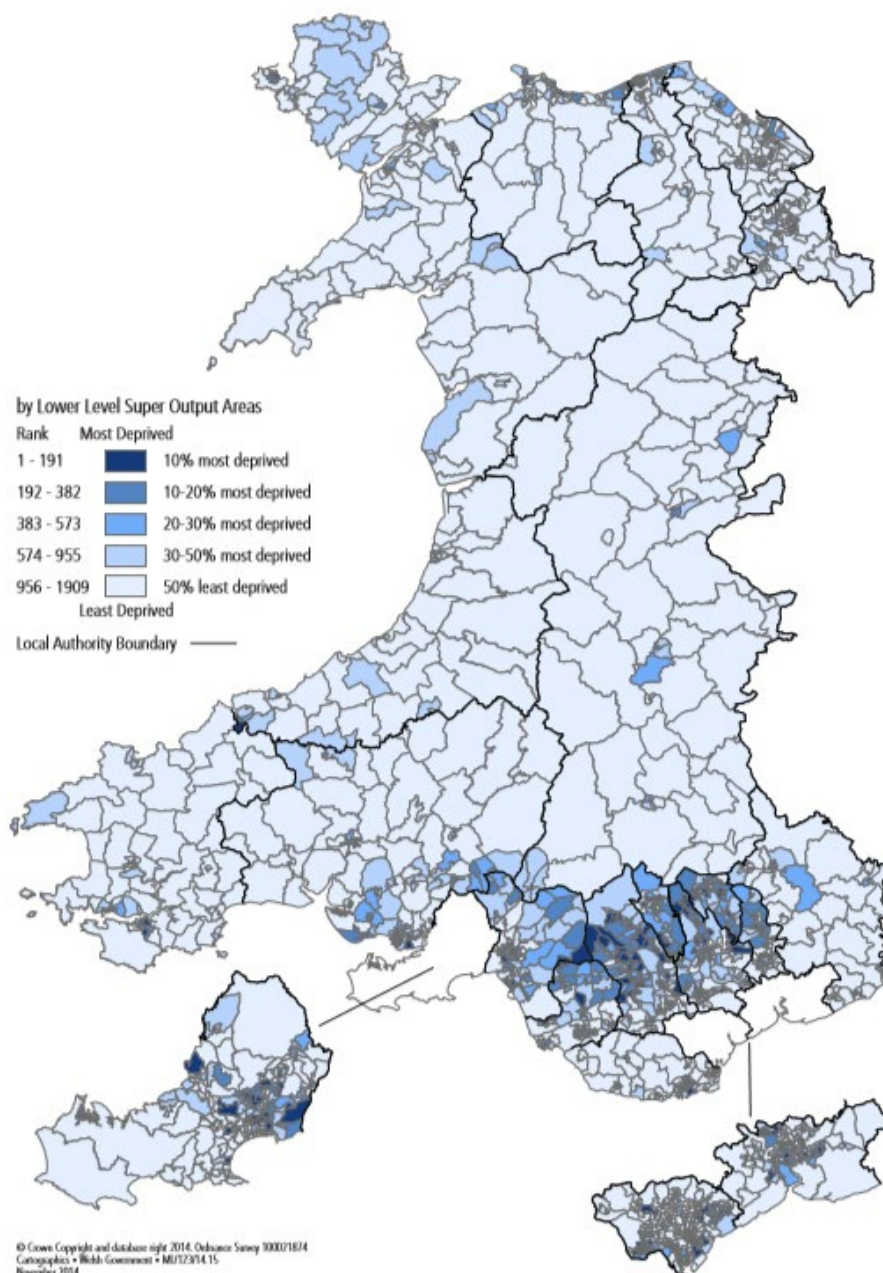 by Lower Level Super Output Areas
Rank Most Deprived
1 - 191 10% most deprived
192 - 382 10-20% most deprived
383 - 573 20-30% most deprived
574 - 955 30-50% most deprived
956 - 1909 50% least deprived
Least Deprived
Local Authority Boundary
© Crown Copyright and database right 2014. Ordnance Survey 100021874
Cartographics • Welsh Government • MI/123/14.15
November 2014